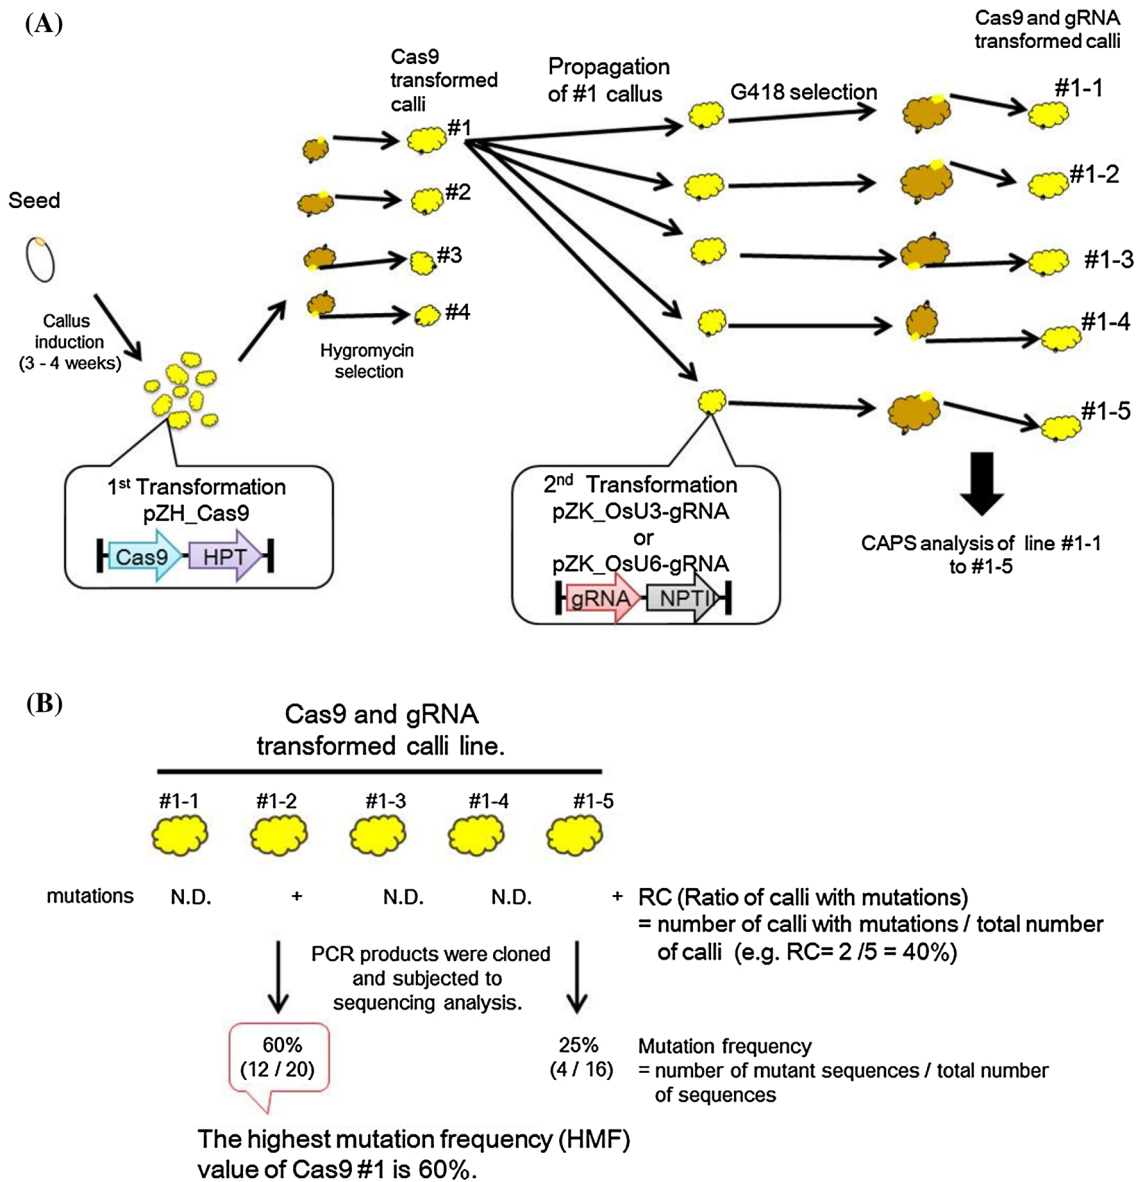 (A)
Seed
Callus
induction
(3 - 4 weeks)
1st Transformation
pZH_Cas9
Cas9
HPT
Cas9
transformed
calli
#1
#2
#3
#4
Hygromycin
selection
Propagation
of #1 callus
G418 selection
2nd Transformation
pZK_OsU3-gRNA
or
pZK_OsU6-gRNA
gRNA
NPTII
Cas9 and gRNA
transformed calli
#1-1
#1-2
#1-3
#1-4
#1-5
CAPS analysis of line #1-1
to #1-5
(B)
Cas9 and gRNA
transformed calli line.
#1-1 #1-2 #1-3 #1-4 #1-5
mutations N.D. + N.D. N.D. +
RC (Ratio of calli with mutations)
= number of calli with mutations / total number
of calli (e.g. RC= 2 /5 = 40%)
PCR products were cloned
and subjected to
sequencing analysis.
60%
(12 / 20)
25%
(4 / 16)
Mutation frequency
= number of mutant sequences / total number
of sequences
The highest mutation frequency (HMF)
value of Cas9 #1 is 60%.